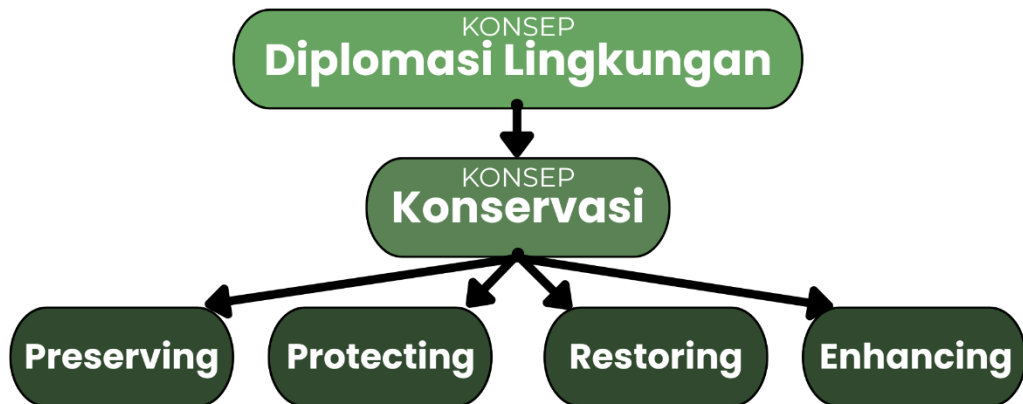 KONSEP
Diplomasi Lingkungan
KONSEP
Konservasi
Preserving
Protecting
Restoring
Enhancing